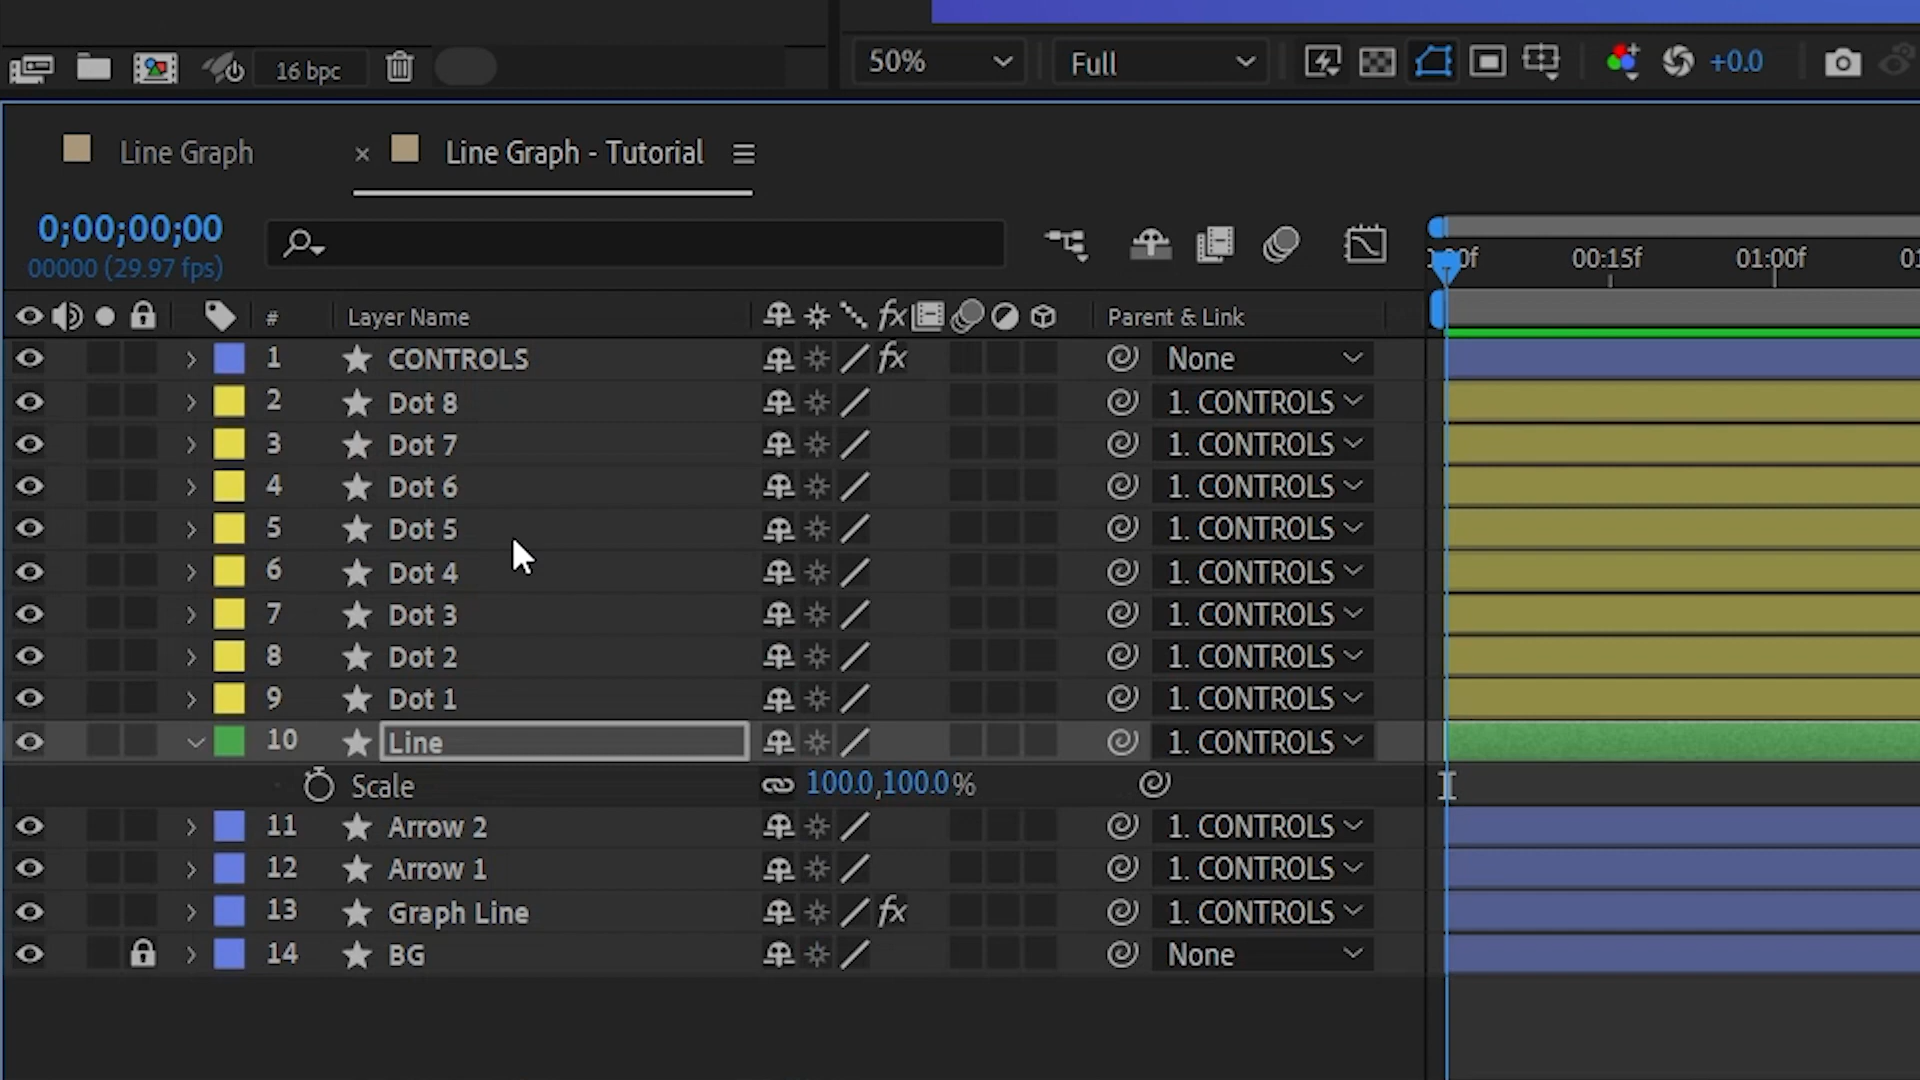 16 bpc 50% Full +0.0
Line Graph × Line Graph - Tutorial
0;00;00;00
00000 (29.97 fps)
00:15f 01:00f
# Layer Name fx Parent & Link
1 CONTROLS fx None
2 Dot 8 1. CONTROLS
3 Dot 7 1. CONTROLS
4 Dot 6 1. CONTROLS
5 Dot 5 1. CONTROLS
6 Dot 4 1. CONTROLS
7 Dot 3 1. CONTROLS
8 Dot 2 1. CONTROLS
9 Dot 1 1. CONTROLS
10 Line 1. CONTROLS
Scale 100.0,100.0%
11 Arrow 2 1. CONTROLS
12 Arrow 1 1. CONTROLS
13 Graph Line fx 1. CONTROLS
14 BG None